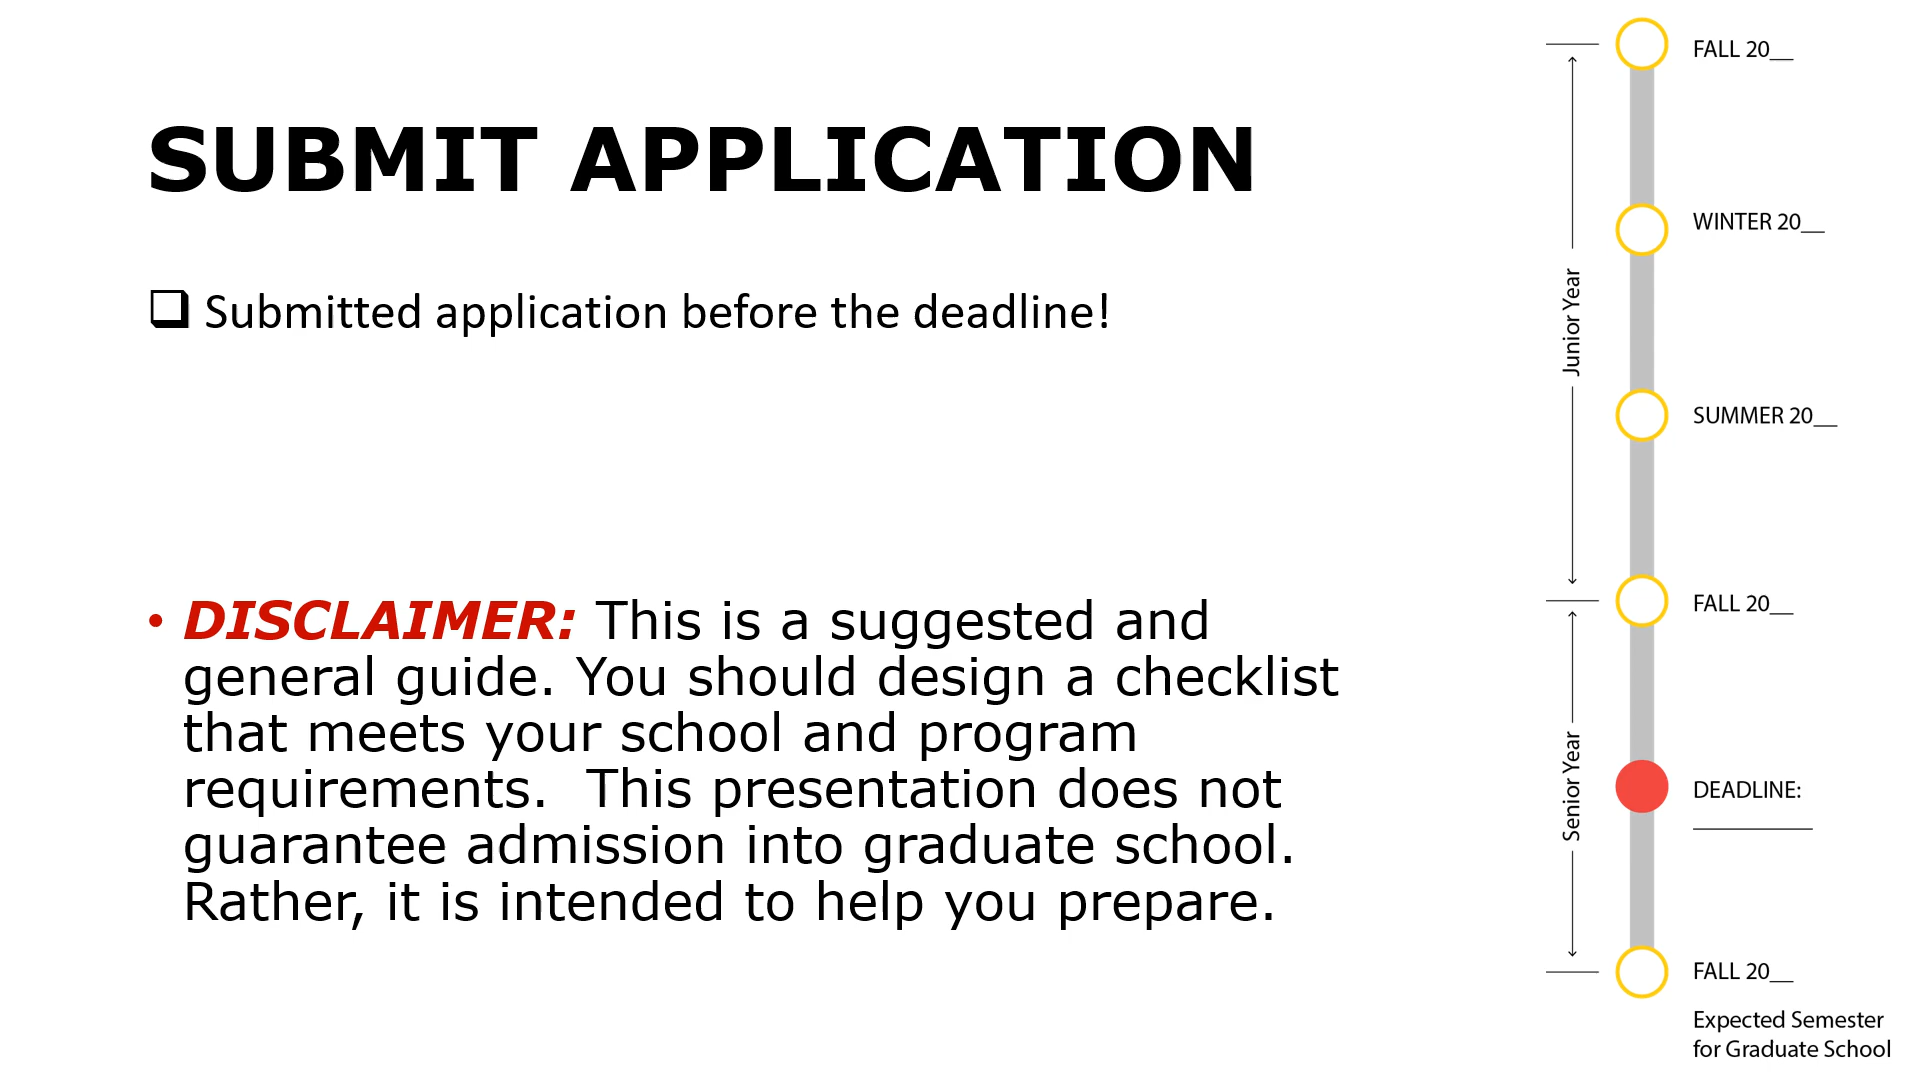 SUBMIT APPLICATION
❑ Submitted application before the deadline!
• DISCLAIMER: This is a suggested and
general guide. You should design a checklist
that meets your school and program
requirements.  This presentation does not
guarantee admission into graduate school.
Rather, it is intended to help you prepare.
Junior Year
Senior Year
FALL 20__
WINTER 20__
SUMMER 20__
FALL 20__
DEADLINE:
__________
FALL 20__
Expected Semester
for Graduate School